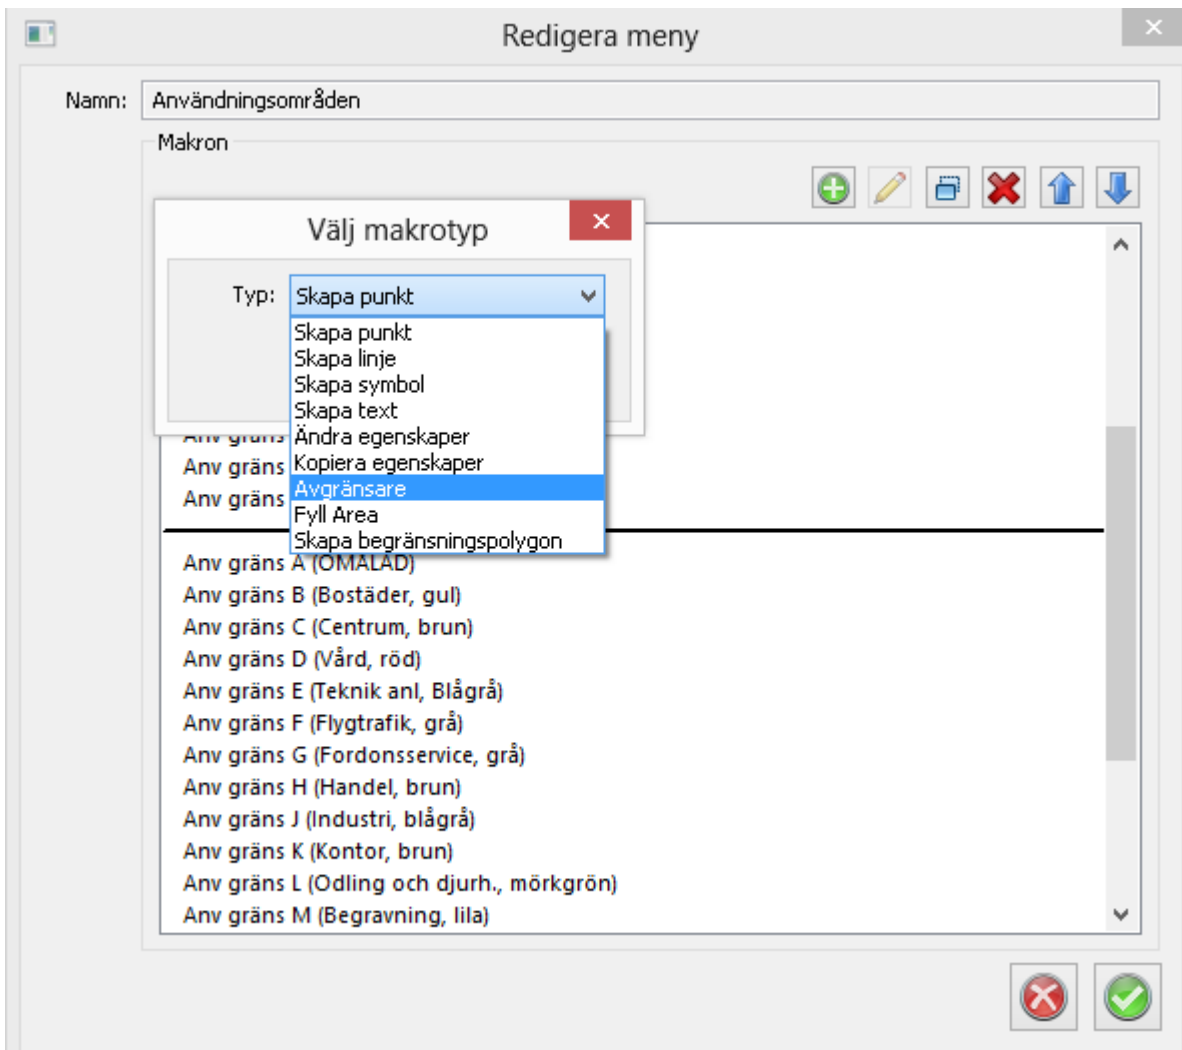 Redigera meny
Namn: Användningsområden
Makron
Välj makrotyp
Typ: Skapa punkt
Skapa punkt
Skapa linje
Skapa symbol
Skapa text
Ändra egenskaper
Kopiera egenskaper
Avgränsare
Fyll Area
Skapa begränsningspolygon
Anv gräns
Anv gräns
Anv gräns
Anv gräns A (OMÅLAD)
Anv gräns B (Bostäder, gul)
Anv gräns C (Centrum, brun)
Anv gräns D (Vård, röd)
Anv gräns E (Teknik anl, Blågrå)
Anv gräns F (Flygtrafik, grå)
Anv gräns G (Fordonsservice, grå)
Anv gräns H (Handel, brun)
Anv gräns J (Industri, blågrå)
Anv gräns K (Kontor, brun)
Anv gräns L (Odling och djurh., mörkgrön)
Anv gräns M (Begravning, lila)